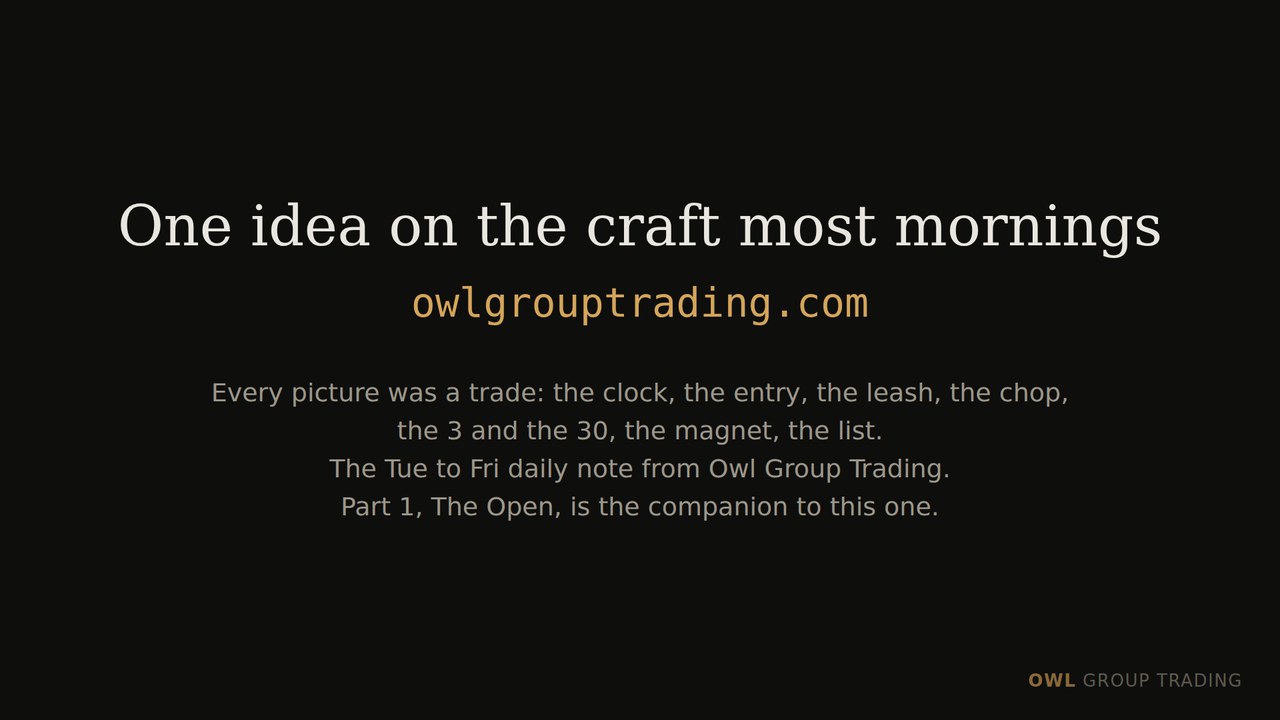 One idea on the craft most mornings
owlgrouptrading.com
Every picture was a trade: the clock, the entry, the leash, the chop,
the 3 and the 30, the magnet, the list.
The Tue to Fri daily note from Owl Group Trading.
Part 1, The Open, is the companion to this one.
OWL GROUP TRADING